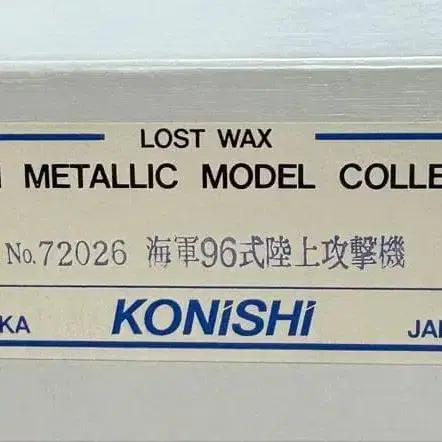 LOST WAX
METALLIC MODEL COLLE
No.72026 海軍96式陸上攻撃機
KA KONiSHi JA